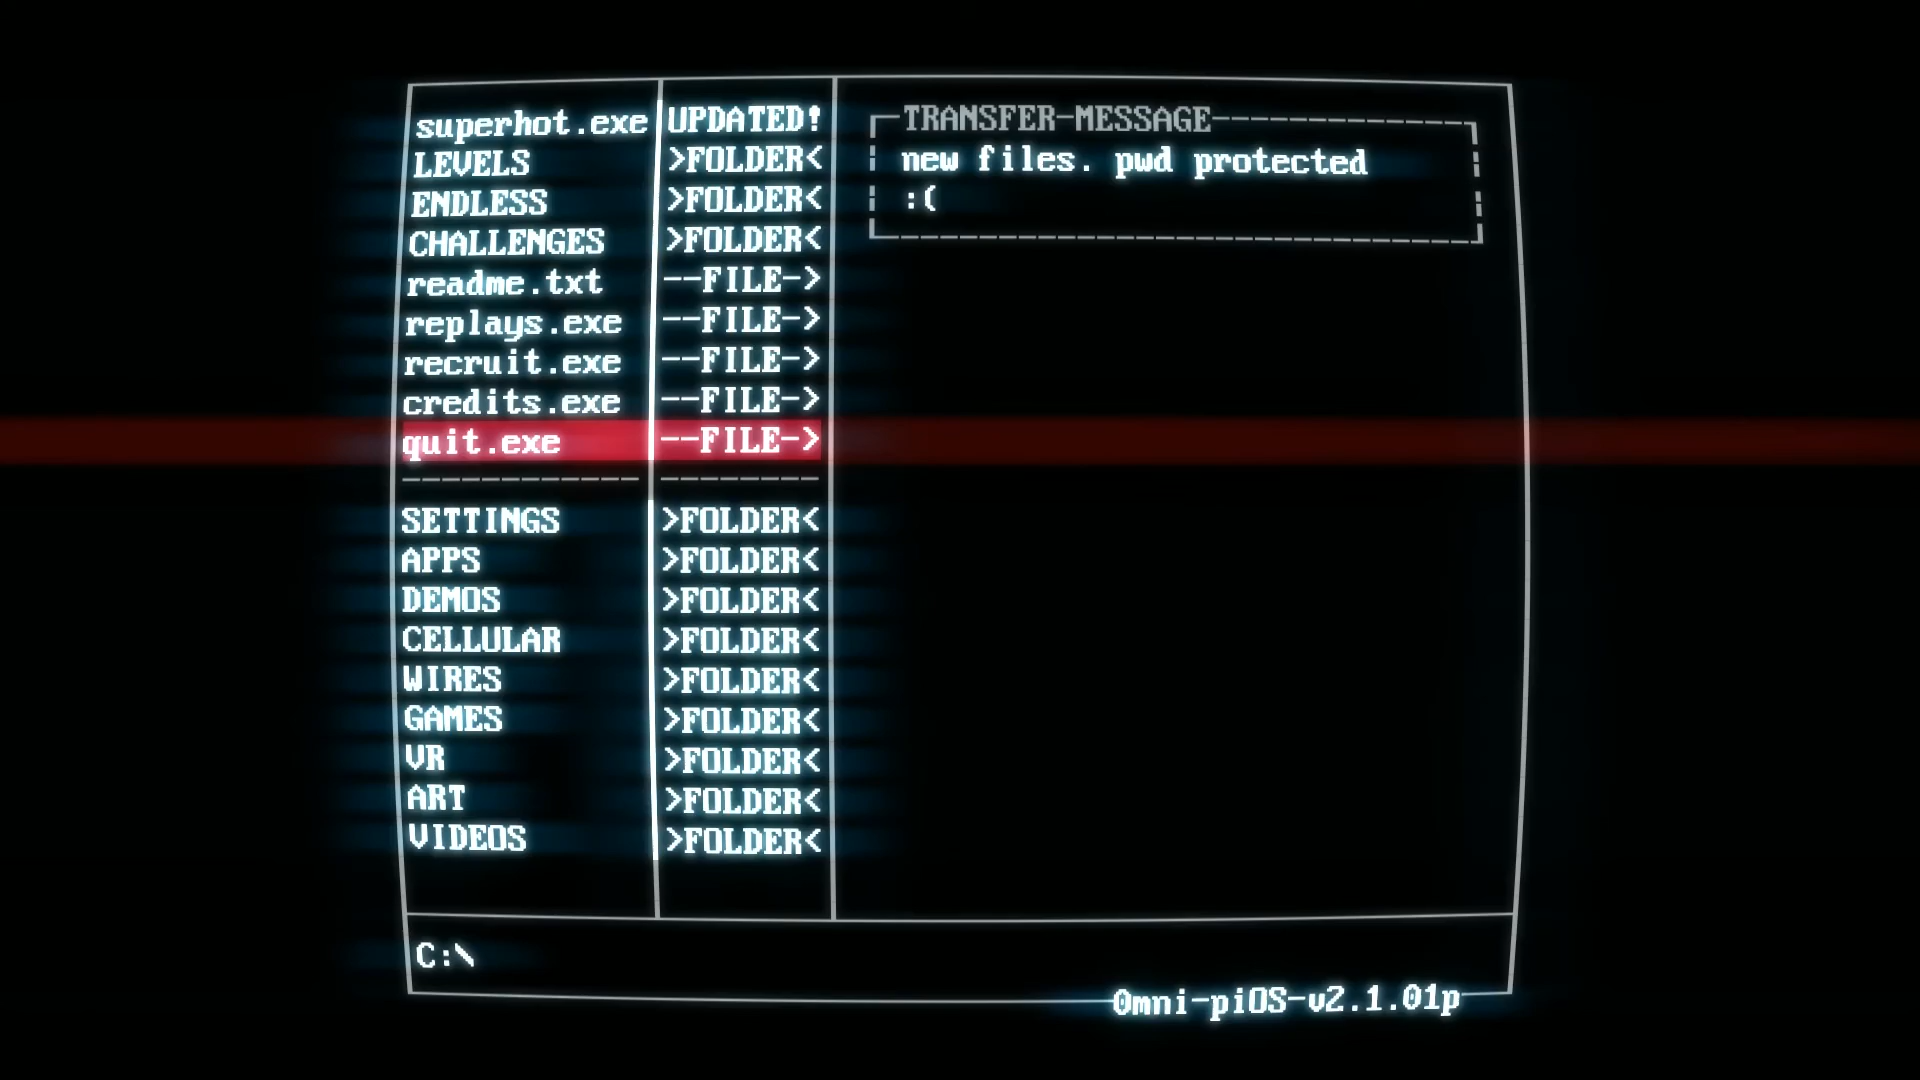 superhot.exe UPDATED!
LEVELS >FOLDER<
ENDLESS >FOLDER<
CHALLENGES >FOLDER<
readme.txt --FILE->
replays.exe --FILE->
recruit.exe --FILE->
credits.exe --FILE->
quit.exe --FILE->
SETTINGS >FOLDER<
APPS >FOLDER<
DEMOS >FOLDER<
CELLULAR >FOLDER<
WIRES >FOLDER<
GAMES >FOLDER<
VR >FOLDER<
ART >FOLDER<
VIDEOS >FOLDER<
TRANSFER-MESSAGE
new files. pwd protected
:(
C:\
0mni-piOS-v2.1.01p